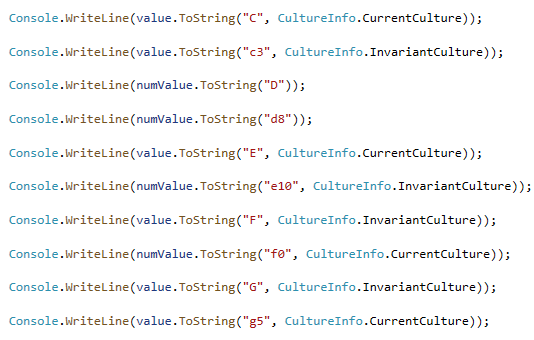 Console.WriteLine(value.ToString("C", CultureInfo.CurrentCulture));
Console.WriteLine(value.ToString("c3", CultureInfo.InvariantCulture));
Console.WriteLine(numValue.ToString("D"));
Console.WriteLine(numValue.ToString("d8"));
Console.WriteLine(value.ToString("E", CultureInfo.CurrentCulture));
Console.WriteLine(numValue.ToString("e10", CultureInfo.InvariantCulture));
Console.WriteLine(value.ToString("F", CultureInfo.InvariantCulture));
Console.WriteLine(numValue.ToString("f0", CultureInfo.CurrentCulture));
Console.WriteLine(value.ToString("G", CultureInfo.InvariantCulture));
Console.WriteLine(value.ToString("g5", CultureInfo.CurrentCulture));